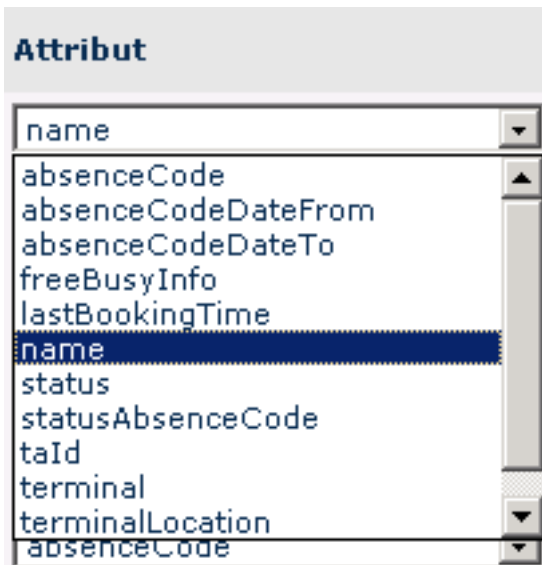 Attribut
name
absenceCode
absenceCodeDateFrom
absenceCodeDateTo
freeBusyInfo
lastBookingTime
name
status
statusAbsenceCode
taId
terminal
terminalLocation
absenceCode